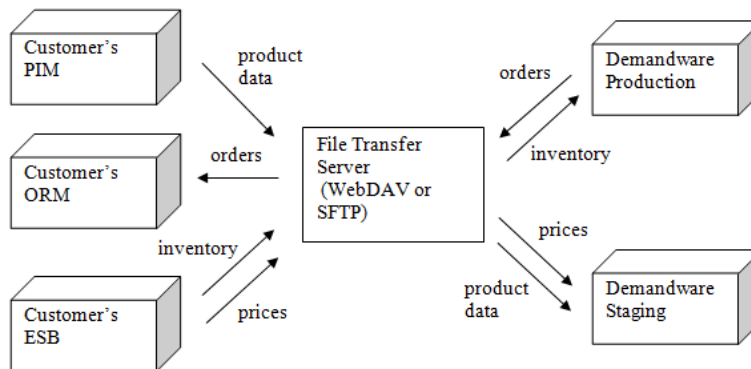 Customer's
PIM
product
data
orders
Demandware
Production
File Transfer
Server
(WebDAV or
SFTP)
Customer's
ORM
orders
inventory
inventory
prices
Customer's
ESB
prices
product
data
Demandware
Staging